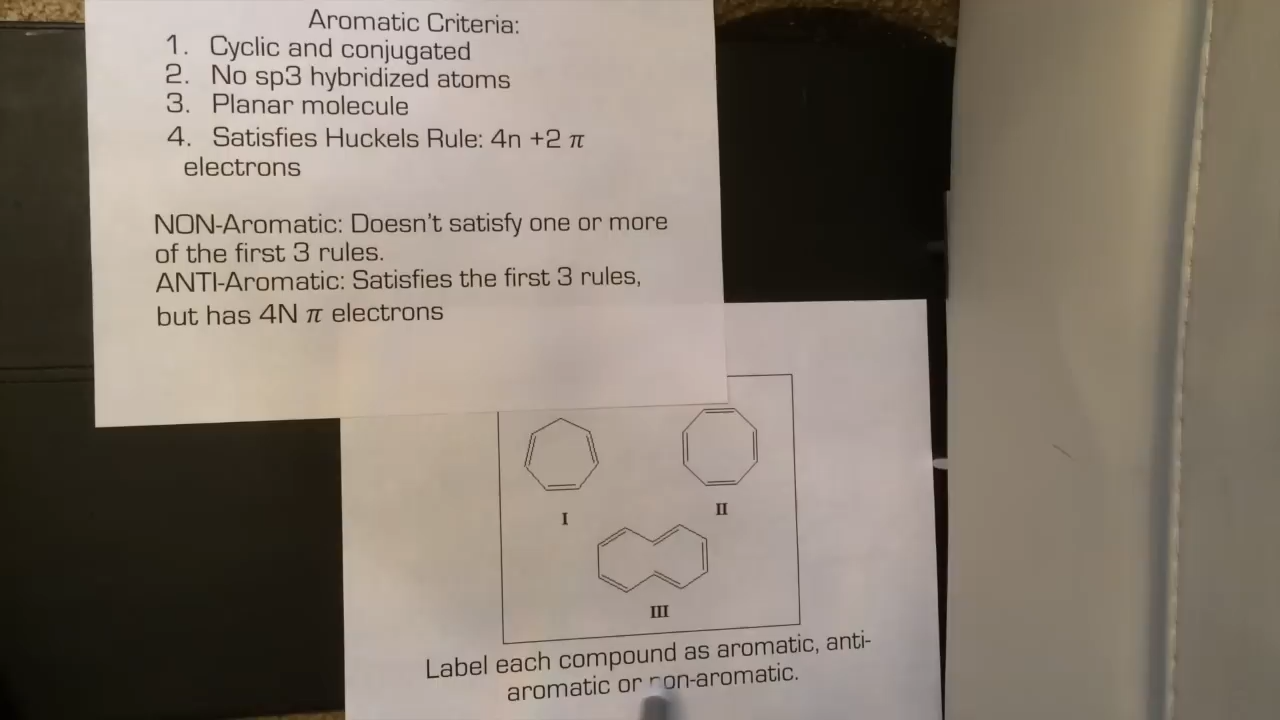 Aromatic Criteria:
1. Cyclic and conjugated
2. No sp3 hybridized atoms
3. Planar molecule
4. Satisfies Huckels Rule: 4n +2 π
electrons
NON-Aromatic: Doesn't satisfy one or more
of the first 3 rules.
ANTI-Aromatic: Satisfies the first 3 rules,
but has 4N π electrons
I
II
III
Label each compound as aromatic, anti-
aromatic or non-aromatic.